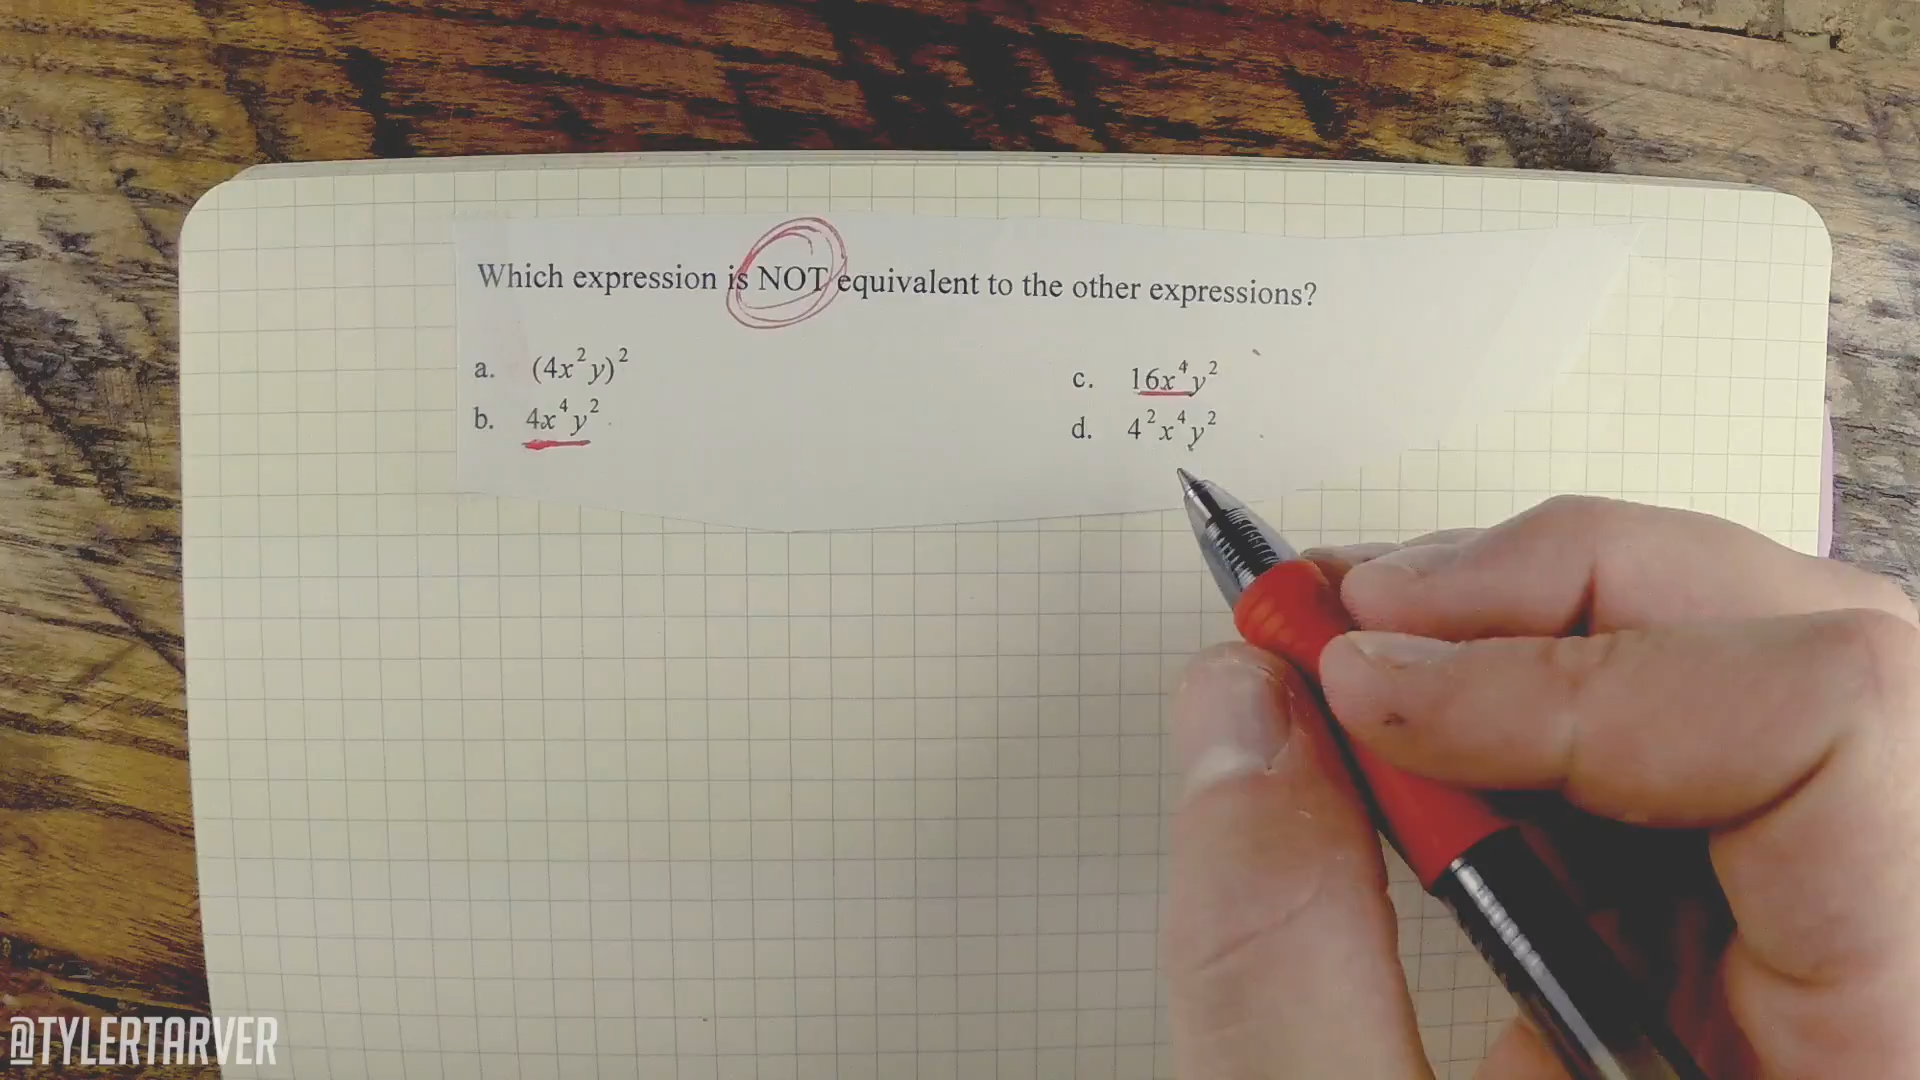 Which expression is NOT equivalent to the other expressions?
a. (4x²y)²
b. 4x⁴y²
c. 16x⁴y²
d. 4²x⁴y²
@TYLERTARVER